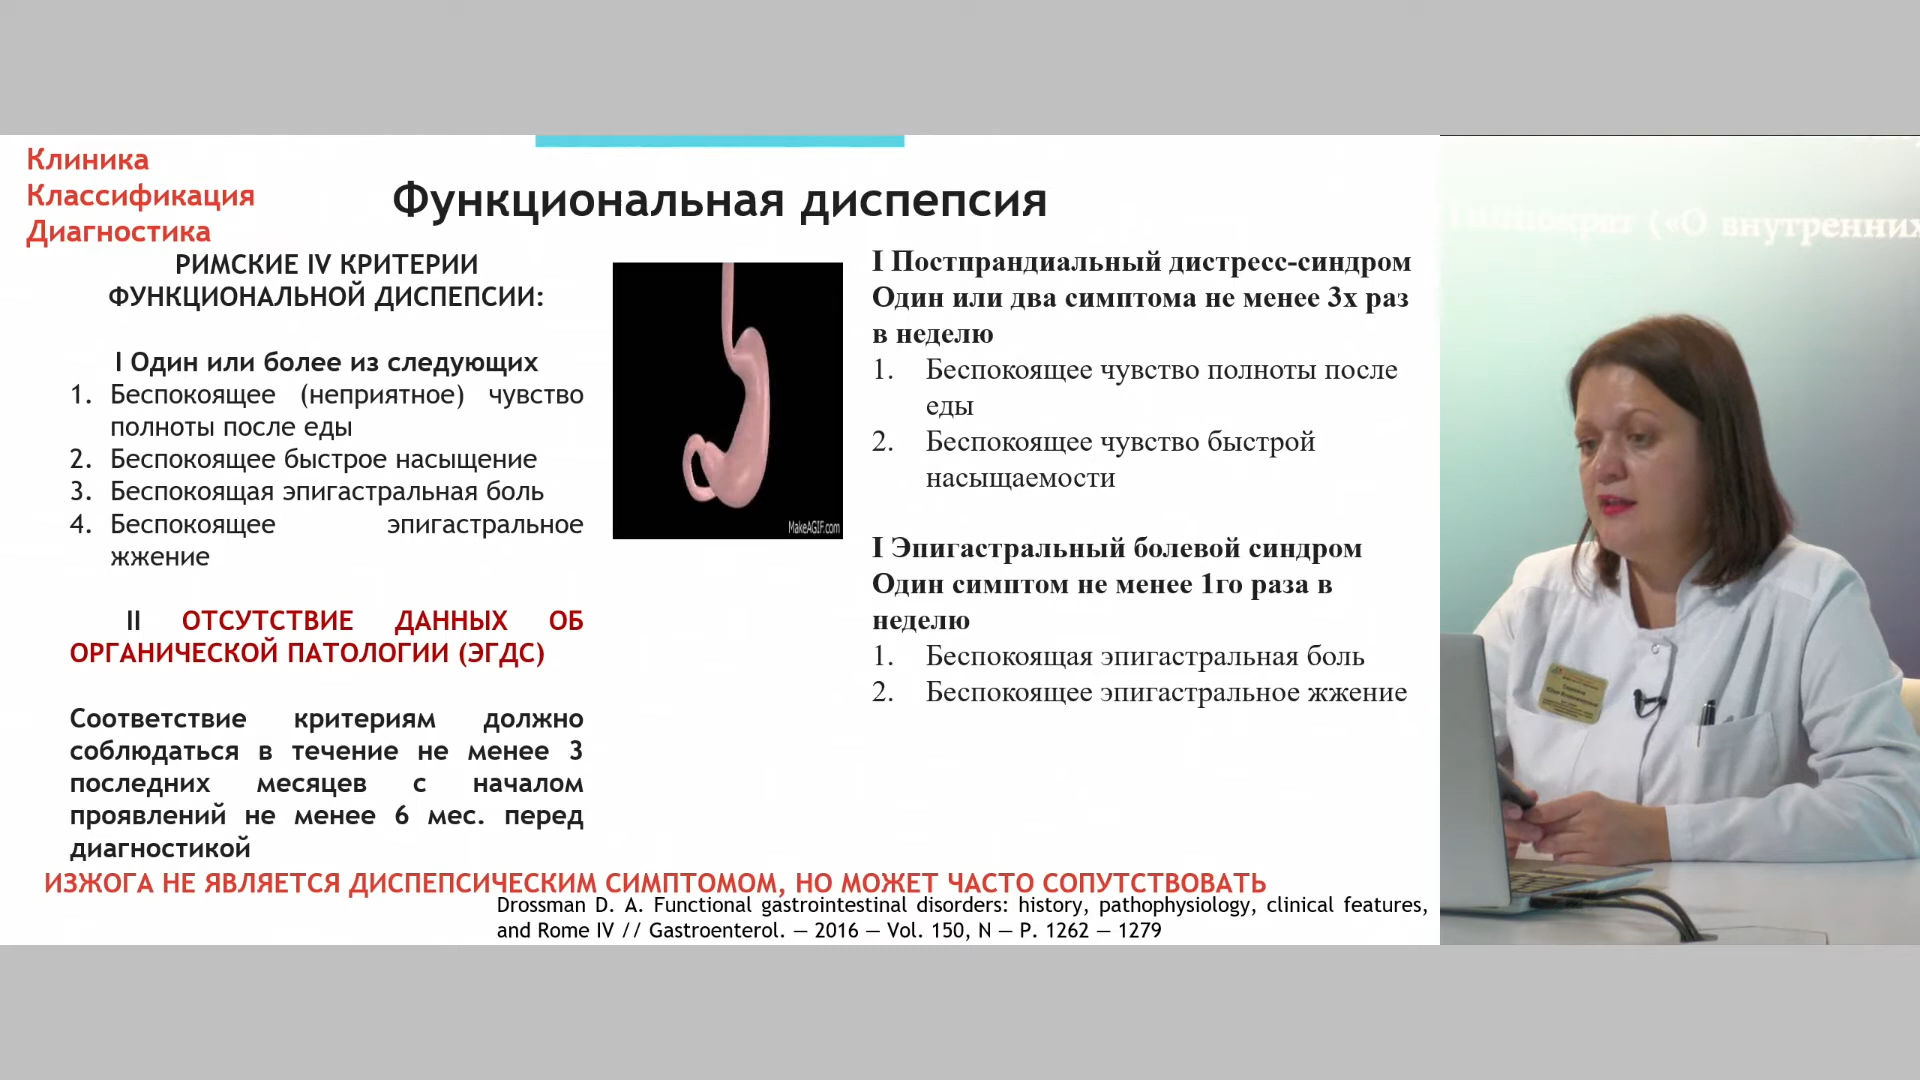 Клиника
Классификация
Диагностика
Функциональная диспепсия
РИМСКИЕ IV КРИТЕРИИ
ФУНКЦИОНАЛЬНОЙ ДИСПЕПСИИ:
I Один или более из следующих
1. Беспокоящее (неприятное) чувство
полноты после еды
2. Беспокоящее быстрое насыщение
3. Беспокоящая эпигастральная боль
4. Беспокоящее эпигастральное
жжение
II ОТСУТСТВИЕ ДАННЫХ ОБ
ОРГАНИЧЕСКОЙ ПАТОЛОГИИ (ЭГДС)
Соответствие критериям должно
соблюдаться в течение не менее 3
последних месяцев с началом
проявлений не менее 6 мес. перед
диагностикой
MakeAGIF.com
I Постпрандиальный дистресс-синдром
Один или два симптома не менее 3х раз
в неделю
1. Беспокоящее чувство полноты после
еды
2. Беспокоящее чувство быстрой
насыщаемости
I Эпигастральный болевой синдром
Один симптом не менее 1го раза в
неделю
1. Беспокоящая эпигастральная боль
2. Беспокоящее эпигастральное жжение
ИЗЖОГА НЕ ЯВЛЯЕТСЯ ДИСПЕПСИЧЕСКИМ СИМПТОМОМ, НО МОЖЕТ ЧАСТО СОПУТСТВОВАТЬ
Drossman D. A. Functional gastrointestinal disorders: history, pathophysiology, clinical features,
and Rome IV // Gastroenterol. — 2016 — Vol. 150, N — P. 1262 — 1279
Гиппократ («О внутренних